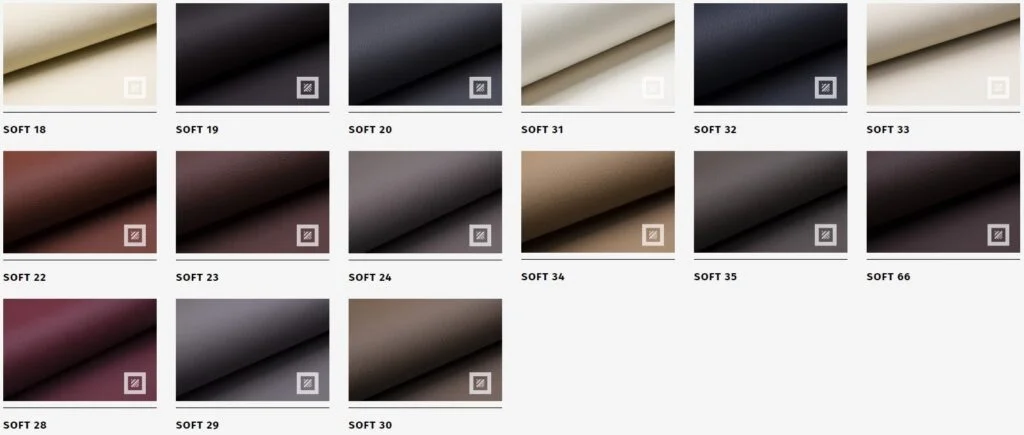 SOFT 18
SOFT 19
SOFT 20
SOFT 31
SOFT 32
SOFT 33
SOFT 22
SOFT 23
SOFT 24
SOFT 34
SOFT 35
SOFT 66
SOFT 28
SOFT 29
SOFT 30